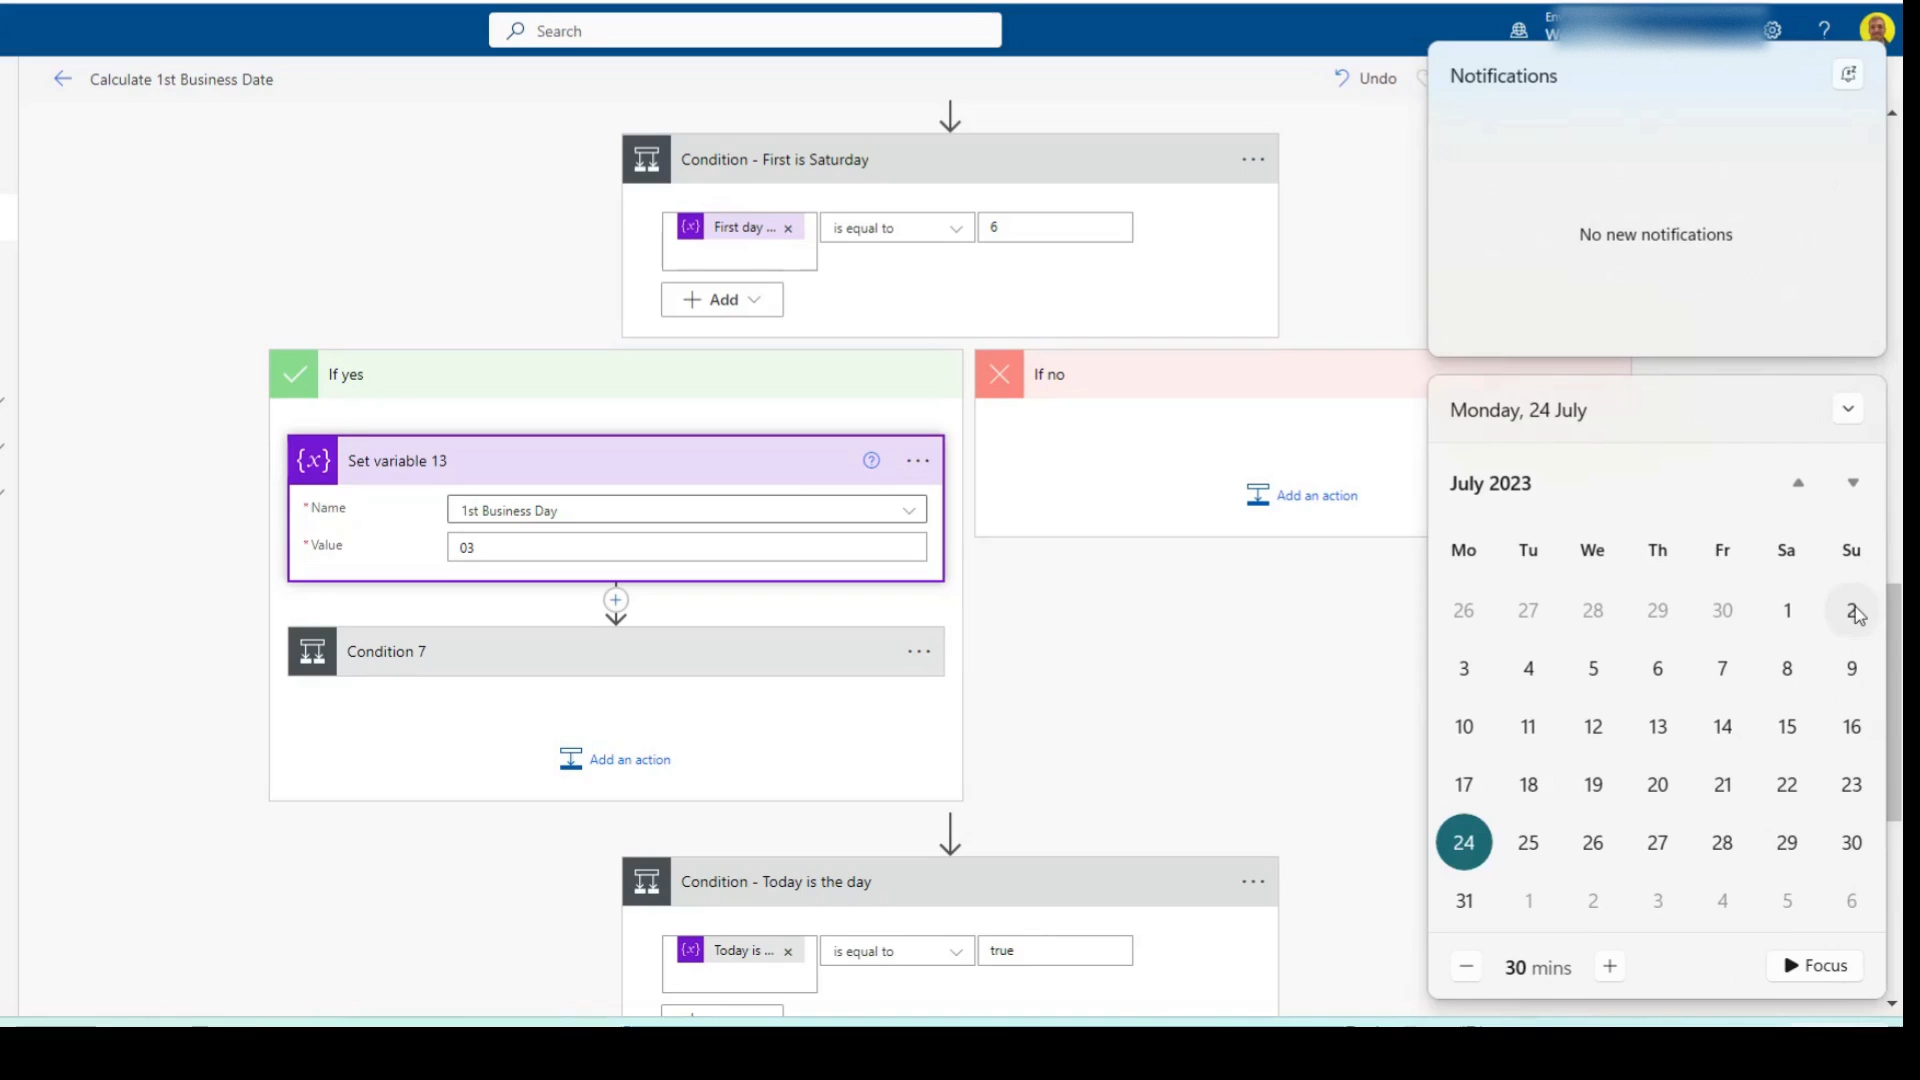 Search
Calculate 1st Business Date
Undo
Condition - First is Saturday
{x} First day ... × is equal to 6
Add
If yes
If no
{x} Set variable 13
* Name 1st Business Day
* Value 03
Add an action
Condition 7
Add an action
Condition - Today is the day
{x} Today is ... × is equal to true
Notifications
No new notifications
Monday, 24 July
July 2023
Mo Tu We Th Fr Sa Su
26 27 28 29 30 1 2
3 4 5 6 7 8 9
10 11 12 13 14 15 16
17 18 19 20 21 22 23
24 25 26 27 28 29 30
31 1 2 3 4 5 6
30 mins
Focus